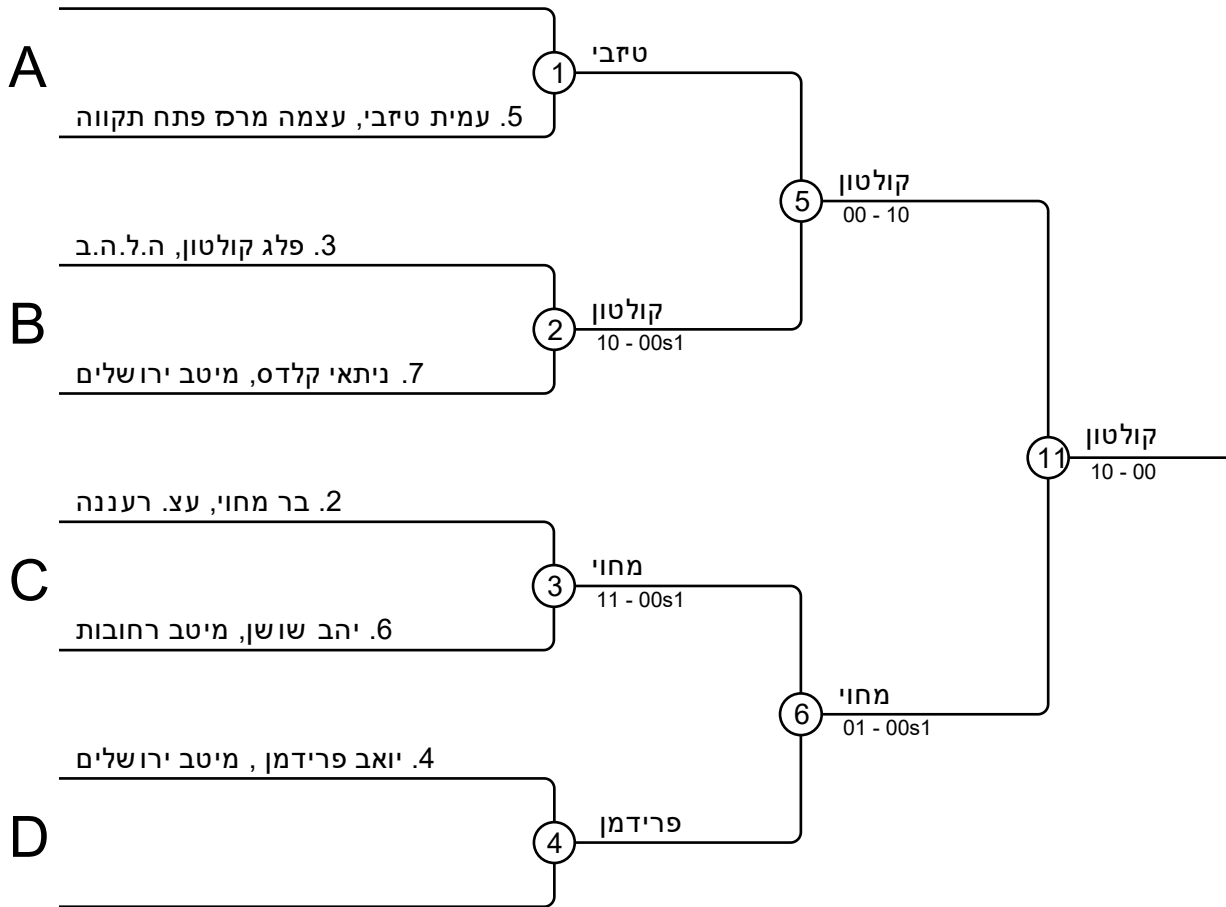 A
1
טיזבי
5. עמית טיזבי, עצמה מרכז פתח תקווה
5
קולטון
00 - 10
3. פלג קולטון, ה.ל.ה.ב
B
2
קולטון
10 - 00s1
7. ניתאי קלדס, מיטב ירושלים
11
קולטון
10 - 00
2. בר מחוי, עצ. רעננה
C
3
מחוי
11 - 00s1
6. יהב שושן, מיטב רחובות
6
מחוי
01 - 00s1
4. יואב פרידמן , מיטב ירושלים
D
4
פרידמן